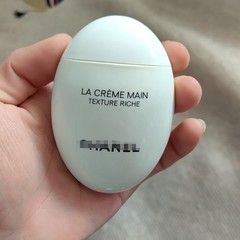 LA CRÈME MAIN
TEXTURE RICHE